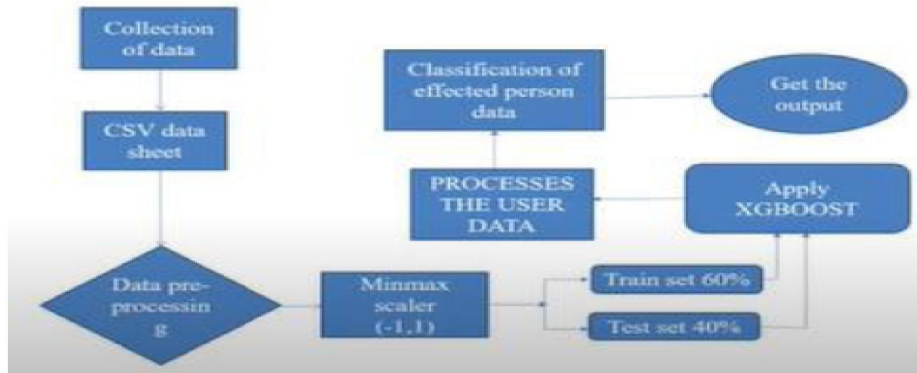 Collection
of data
CSV data
sheet
Data pre-
processin
g
Minmax
scaler
(-1,1)
Train set 60%
Test set 40%
Apply
XGBOOST
PROCESSES
THE USER
DATA
Classification of
effected person
data
Get the
output